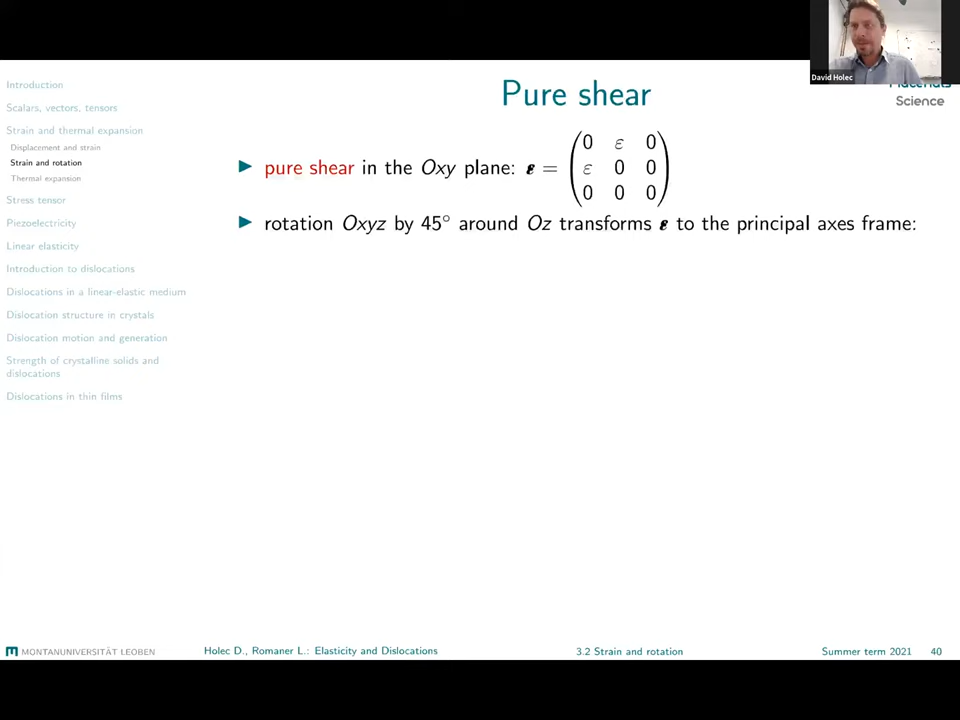 David Holec
Materials
Science
Pure shear
Introduction
Scalars, vectors, tensors
Strain and thermal expansion
Displacement and strain
Strain and rotation
Thermal expansion
Stress tensor
Piezoelectricity
Linear elasticity
Introduction to dislocations
Dislocations in a linear-elastic medium
Dislocation structure in crystals
Dislocation motion and generation
Strength of crystalline solids and
dislocations
Dislocations in thin films
0 ε 0
▶ pure shear in the Oxy plane: ε = ε 0 0
0 0 0
▶ rotation Oxyz by 45° around Oz transforms ε to the principal axes frame:
MONTANUNIVERSITÄT LEOBEN
Holec D., Romaner L.: Elasticity and Dislocations
3.2 Strain and rotation
Summer term 2021 40